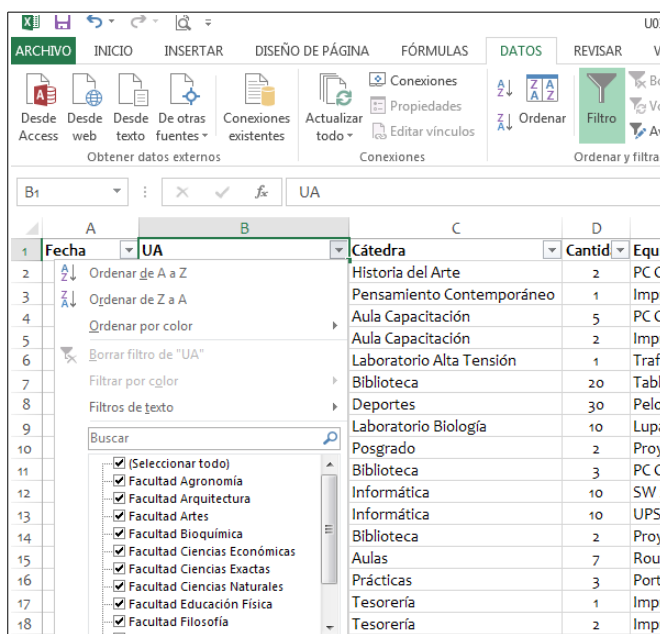 U0
ARCHIVO INICIO INSERTAR DISEÑO DE PÁGINA FÓRMULAS DATOS REVISAR V
Desde Access
Desde web
Desde texto
De otras fuentes
Conexiones existentes
Obtener datos externos
Actualizar todo
Conexiones
Propiedades
Editar vínculos
Conexiones
Ordenar
Filtro
Ordenar y filtra
B1 fx UA
A B C D
1 Fecha UA Cátedra Cantid Equ
2 Historia del Arte 2 PC
3 Pensamiento Contemporáneo 1 Imp
4 Aula Capacitación 5 PC
5 Aula Capacitación 2 Imp
6 Laboratorio Alta Tensión 1 Traf
7 Biblioteca 20 Tabl
8 Deportes 30 Pelo
9 Laboratorio Biología 10 Lupa
10 Posgrado 2 Proy
11 Biblioteca 3 PC
12 Informática 10 SW
13 Informática 10 UPS
14 Biblioteca 2 Proy
15 Aulas 7 Rou
16 Prácticas 3 Port
17 Tesorería 1 Imp
18 Tesorería 2 Imp
Ordenar de A a Z
Ordenar de Z a A
Ordenar por color
Borrar filtro de "UA"
Filtrar por color
Filtros de texto
Buscar
(Seleccionar todo)
Facultad Agronomía
Facultad Arquitectura
Facultad Artes
Facultad Bioquímica
Facultad Ciencias Económicas
Facultad Ciencias Exactas
Facultad Ciencias Naturales
Facultad Educación Física
Facultad Filosofía